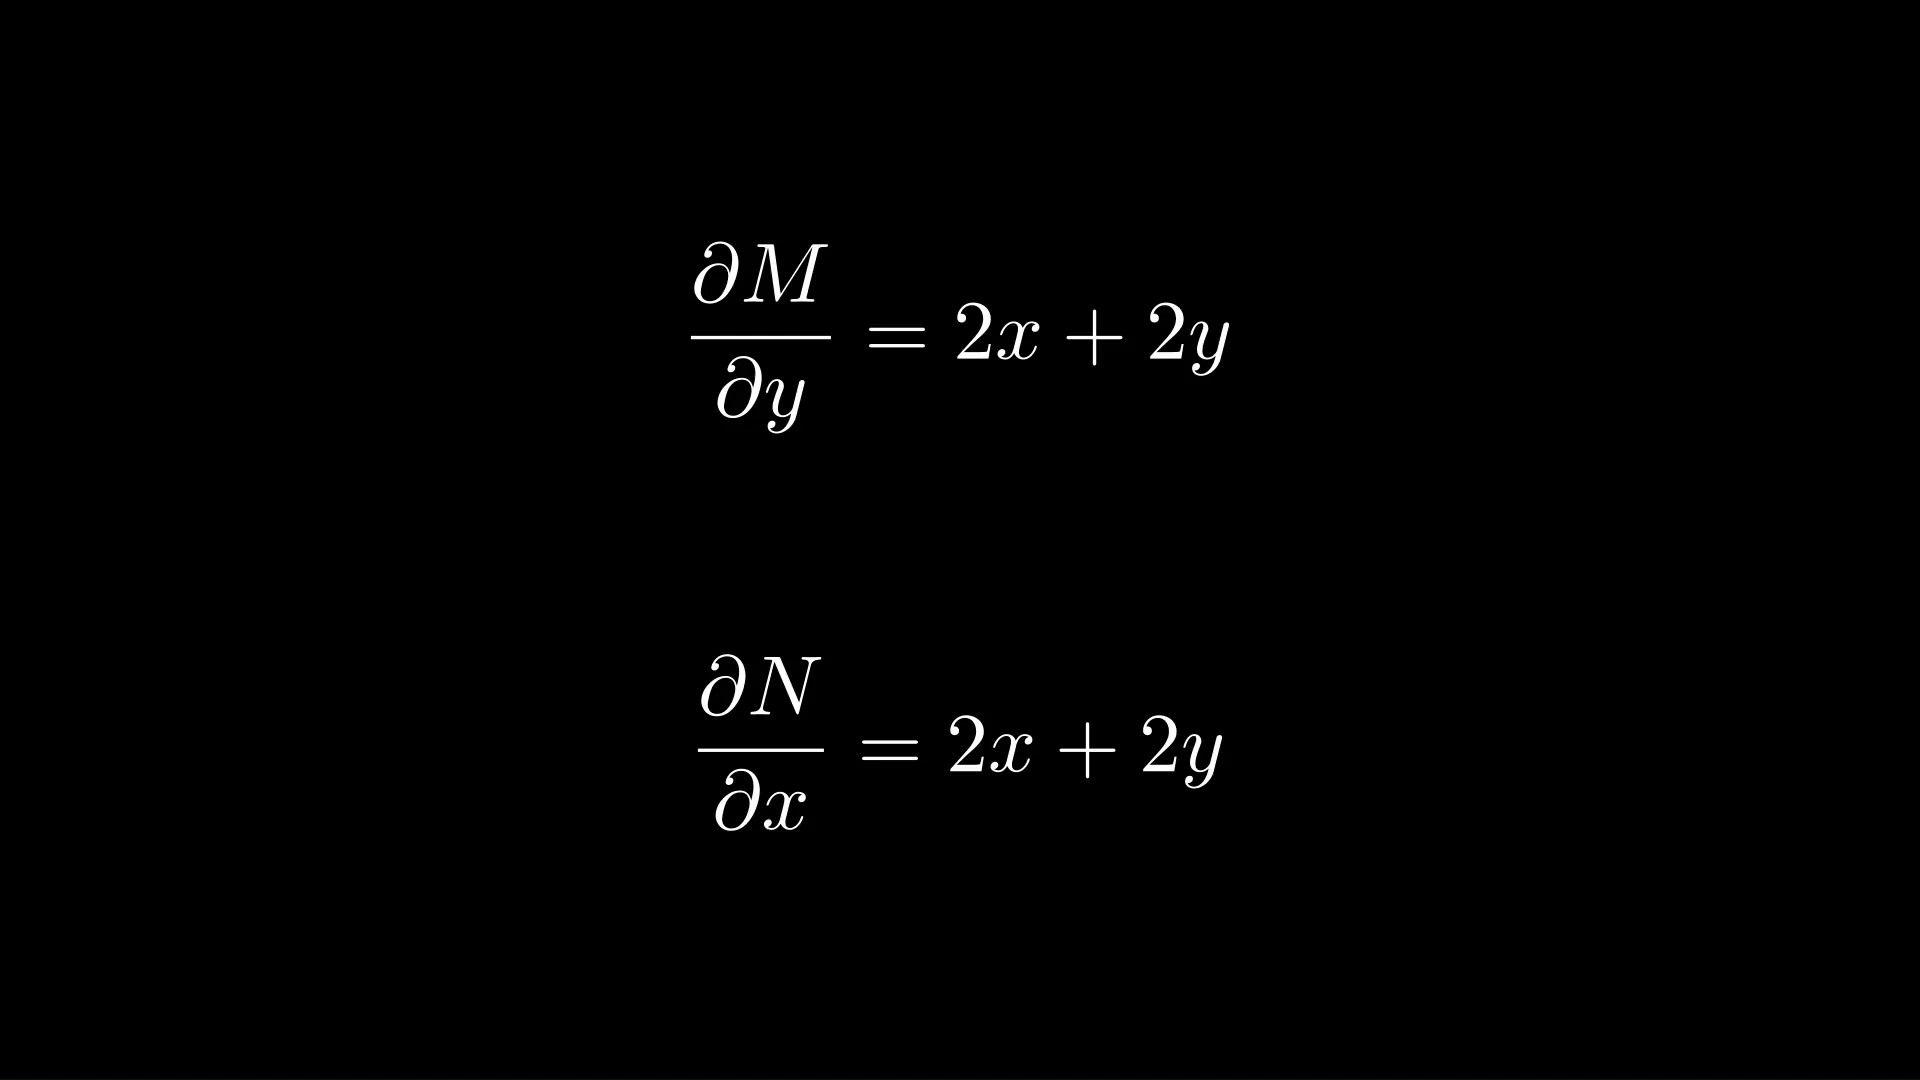 ∂M/∂y = 2x + 2y
∂N/∂x = 2x + 2y